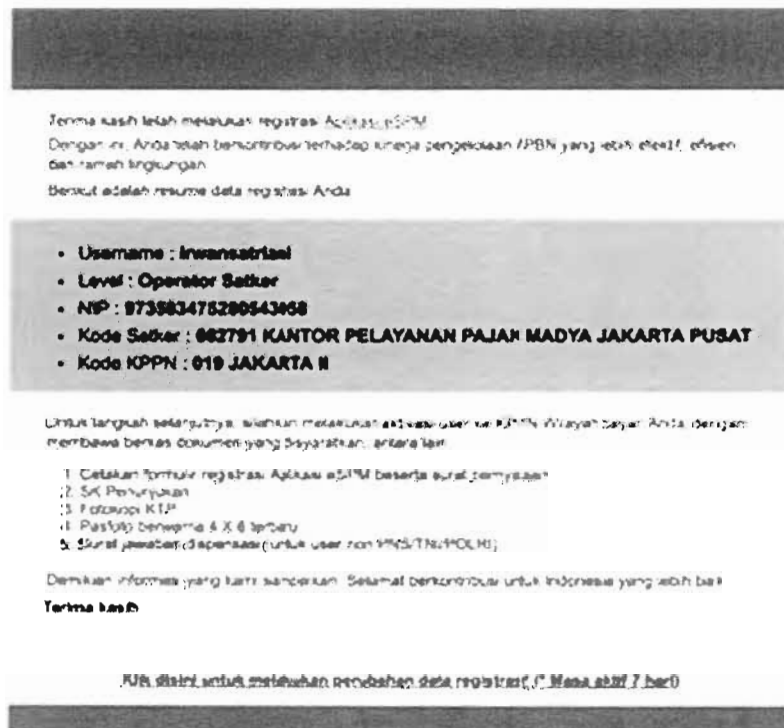 Terima kasih telah melakukan registrasi Aplikasi eSPM
Dengan ini, Anda telah berkontribusi terhadap kinerja pengelolaan APBN yang lebih efektif, efisien
dan ramah lingkungan
Berikut adalah resume data registrasi Anda
• Username : irwansatriani
• Level : Operator Satker
• NIP :
• Kode Satker : KANTOR PELAYANAN PAJAK MADYA JAKARTA PUSAT
• Kode KPPN : 019 JAKARTA II
Untuk langkah selanjutnya, silahkan melakukan aktivasi user ke KPPN Wilayah bayar Anda, dengan
membawa berkas dokumen yang disyaratkan, antara lain
1. Cetakan formulir registrasi Aplikasi eSPM beserta surat pernyataan
2. SK Penunjukan
3. Fotokopi KTP
4. Pasfoto berwarna 4 X 6 terbaru
5. Surat jawaban dispensasi (untuk user non PNS/TNI/POLRI)
Demikian informasi yang kami sampaikan. Selamat berkontribusi untuk Indonesia yang lebih baik
Terima kasih
Klik disini untuk melakukan perubahan data registrasi (* Masa aktif 7 hari)